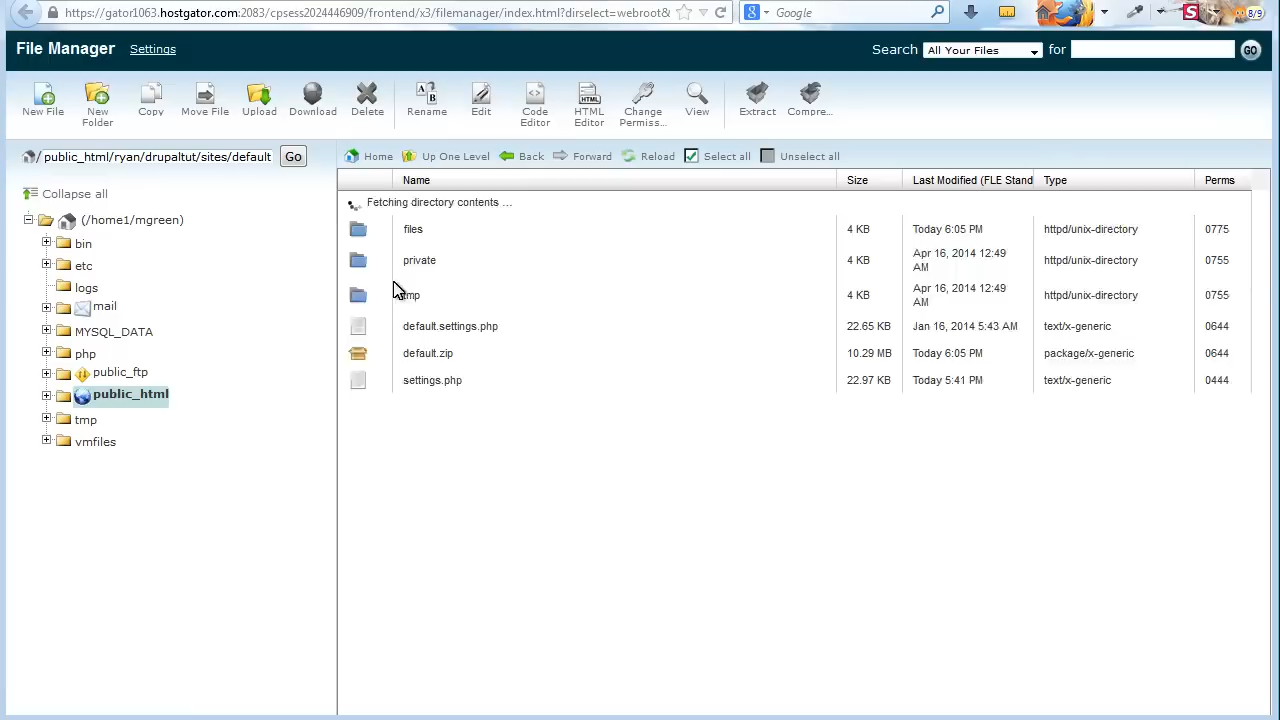 https://gator1063.hostgator.com:2083/cpsess2024446909/frontend/x3/filemanager/index.html?dirselect=webroot& Google 8/9
File Manager Settings Search All Your Files for GO
New File New Folder Copy Move File Upload Download Delete Rename Edit Code Editor HTML Editor Change Permiss... View Extract Compre...
/ public_html/ryan/drupaltut/sites/default Go Home Up One Level Back Forward Reload Select all Unselect all
Collapse all
(/home1/mgreen)
bin
etc
logs
mail
MYSQL_DATA
php
public_ftp
public_html
tmp
vmfiles
Name Size Last Modified (FLE Stand Type Perms
Fetching directory contents ...
files 4 KB Today 6:05 PM httpd/unix-directory 0775
private 4 KB Apr 16, 2014 12:49 AM httpd/unix-directory 0755
tmp 4 KB Apr 16, 2014 12:49 AM httpd/unix-directory 0755
default.settings.php 22.65 KB Jan 16, 2014 5:43 AM text/x-generic 0644
default.zip 10.29 MB Today 6:05 PM package/x-generic 0644
settings.php 22.97 KB Today 5:41 PM text/x-generic 0444